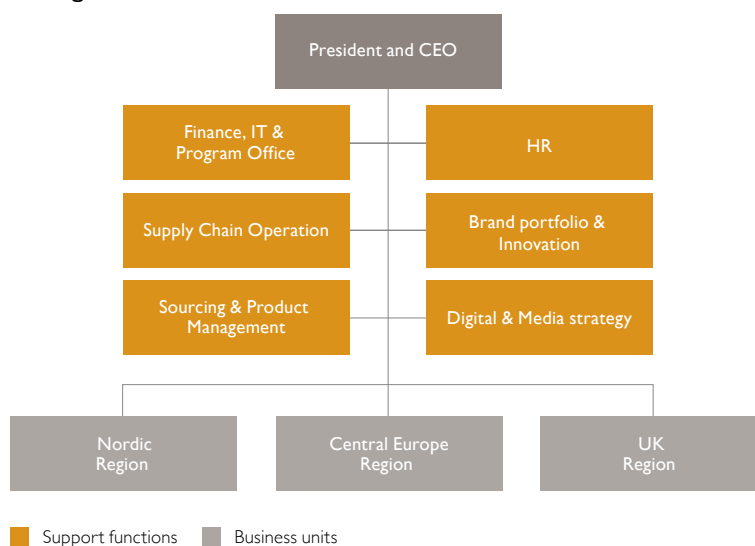 President and CEO
Finance, IT &
Program Office
HR
Supply Chain Operation
Brand portfolio &
Innovation
Sourcing & Product
Management
Digital & Media strategy
Nordic
Region
Central Europe
Region
UK
Region
Support functions
Business units